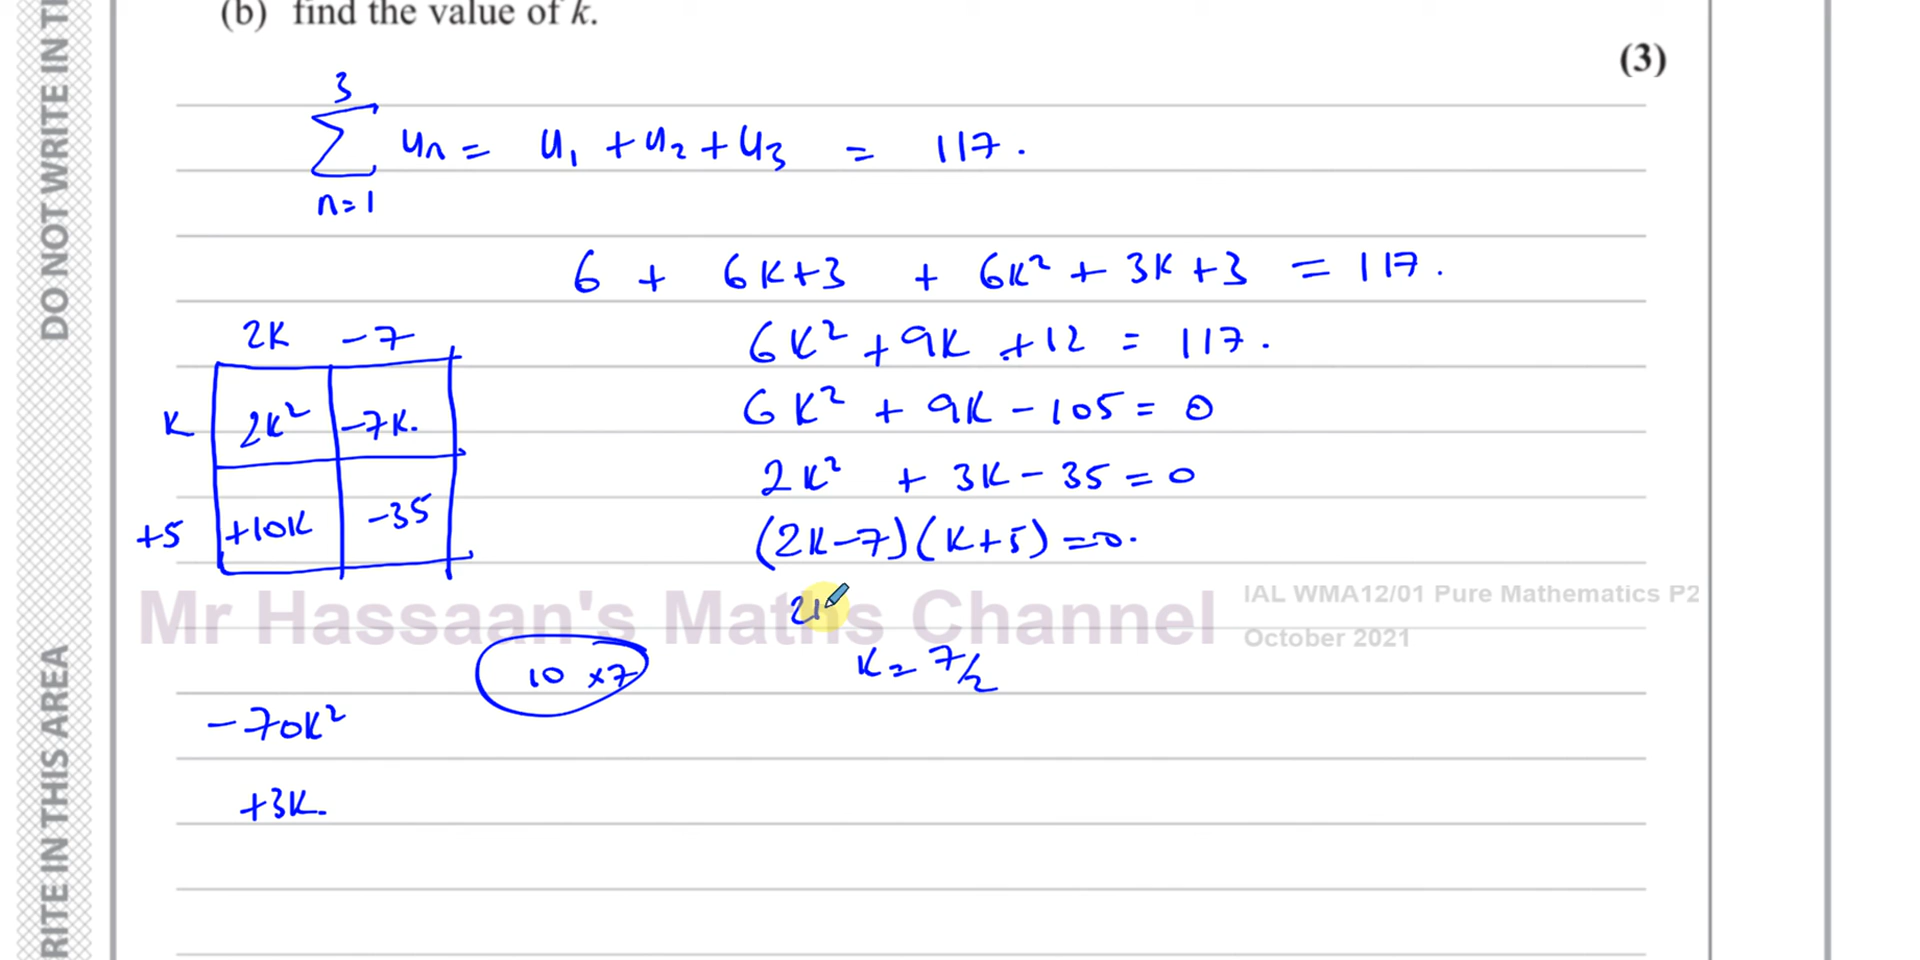 (b) find the value of k.
(3)
3
∑ uₙ = u₁ + u₂ + u₃ = 117.
n=1
6 + 6k+3 + 6k² + 3k + 3 = 117.
6k² + 9k + 12 = 117.
6k² + 9k - 105 = 0
2k² + 3k - 35 = 0
(2k-7)(k+5) = 0.
k = 7/2
2k -7
k 2k² -7k.
+5 +10k -35
10 x7
-70k²
+3k.
Mr Hassaan's Maths Channel
IAL WMA12/01 Pure Mathematics P2
October 2021
DO NOT WRITE IN
RITE IN THIS AREA